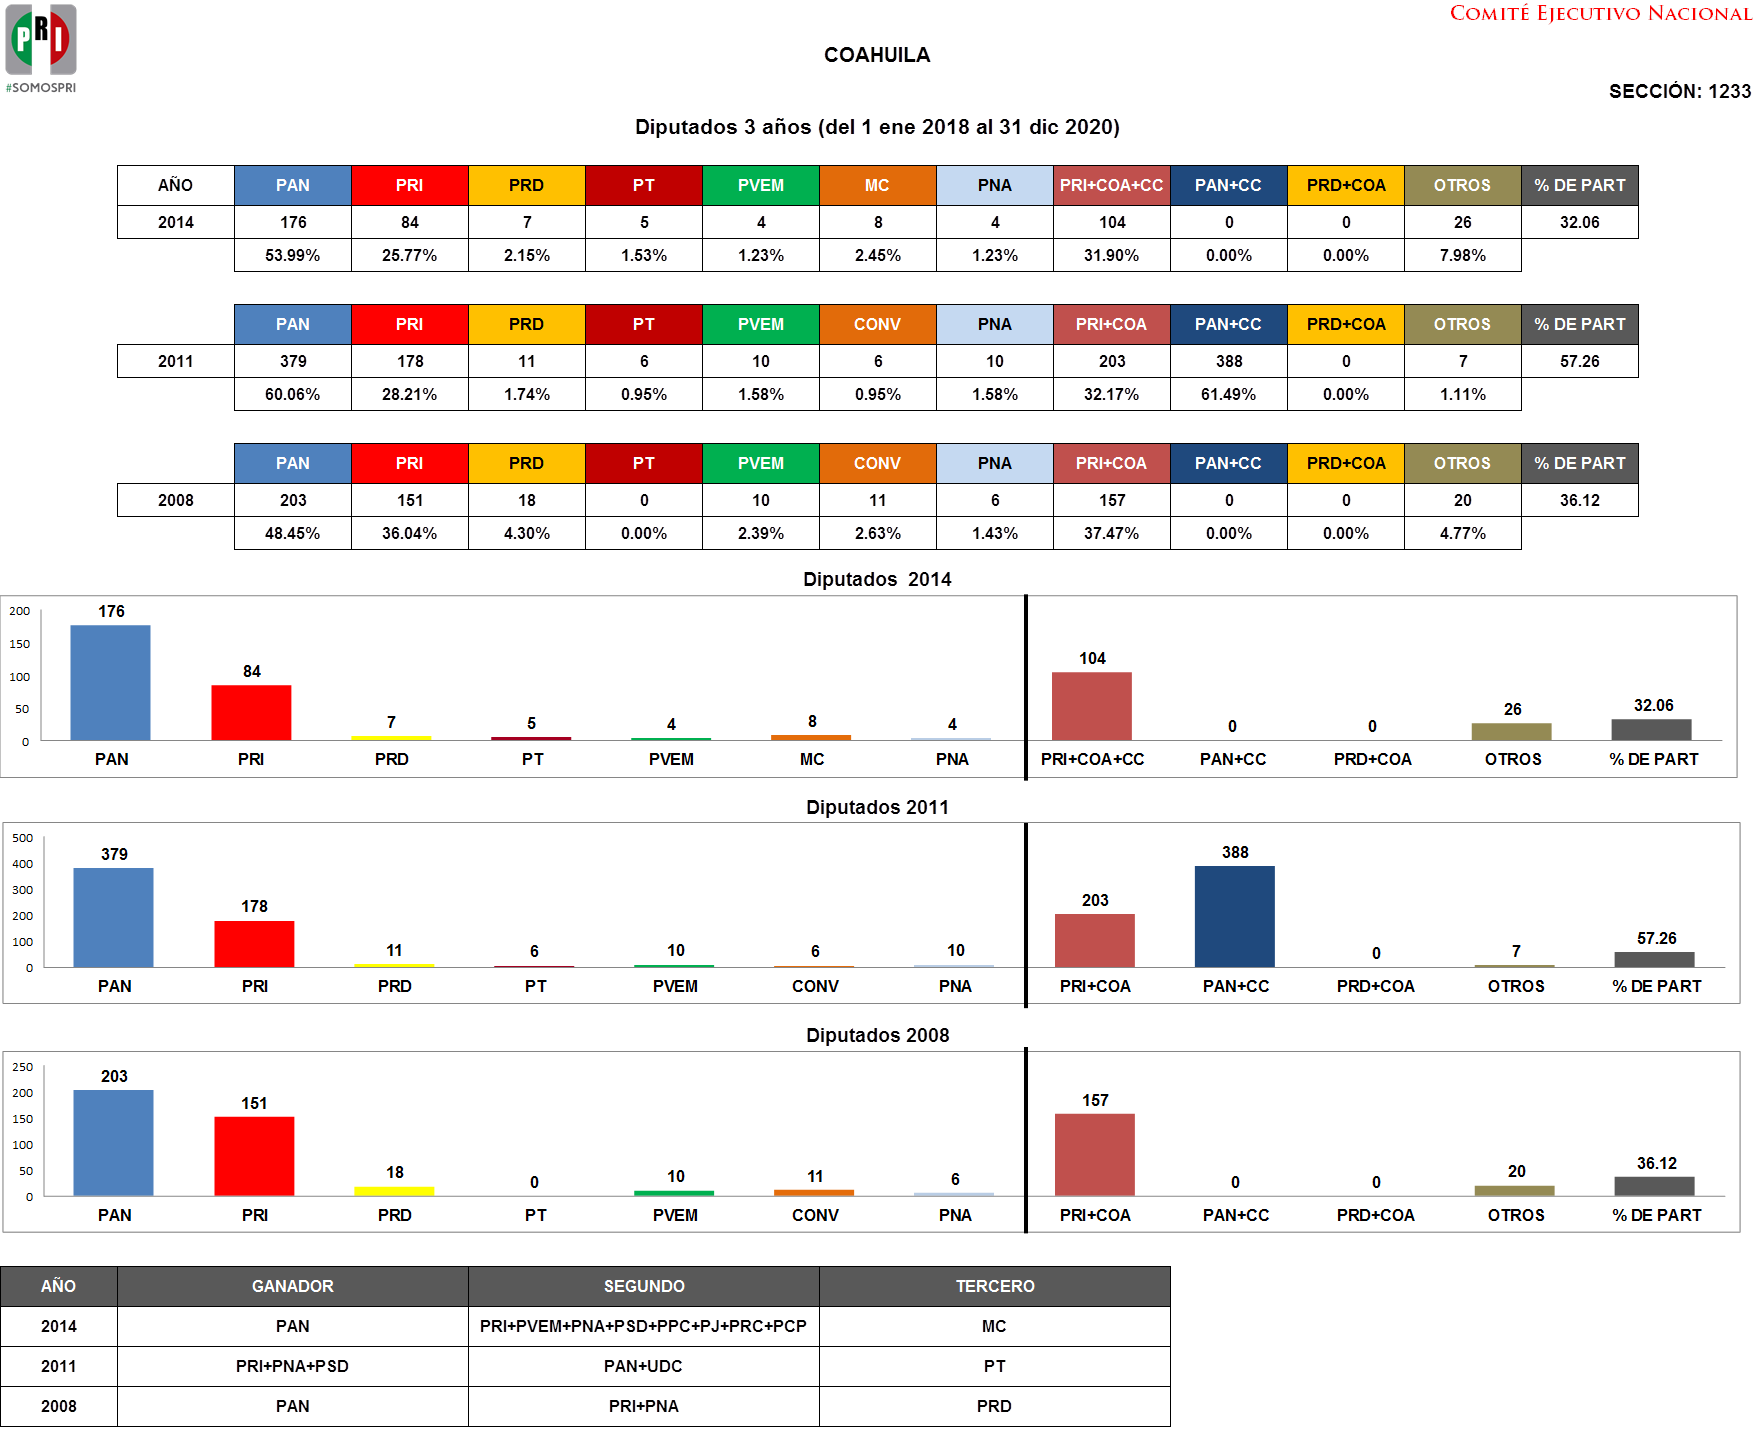 PRI
#SOMOSPRI
COMITÉ EJECUTIVO NACIONAL
COAHUILA
SECCIÓN: 1233
Diputados 3 años (del 1 ene 2018 al 31 dic 2020)
AÑO PAN PRI PRD PT PVEM MC PNA PRI+COA+CC PAN+CC PRD+COA OTROS % DE PART
2014 176 84 7 5 4 8 4 104 0 0 26 32.06
53.99% 25.77% 2.15% 1.53% 1.23% 2.45% 1.23% 31.90% 0.00% 0.00% 7.98%
PAN PRI PRD PT PVEM CONV PNA PRI+COA PAN+CC PRD+COA OTROS % DE PART
2011 379 178 11 6 10 6 10 203 388 0 7 57.26
60.06% 28.21% 1.74% 0.95% 1.58% 0.95% 1.58% 32.17% 61.49% 0.00% 1.11%
PAN PRI PRD PT PVEM CONV PNA PRI+COA PAN+CC PRD+COA OTROS % DE PART
2008 203 151 18 0 10 11 6 157 0 0 20 36.12
48.45% 36.04% 4.30% 0.00% 2.39% 2.63% 1.43% 37.47% 0.00% 0.00% 4.77%
Diputados 2014
200
150
100
50
0
176 84 7 5 4 8 4 104 0 0 26 32.06
PAN PRI PRD PT PVEM MC PNA PRI+COA+CC PAN+CC PRD+COA OTROS % DE PART
Diputados 2011
500
400
300
200
100
0
379 178 11 6 10 6 10 203 388 0 7 57.26
PAN PRI PRD PT PVEM CONV PNA PRI+COA PAN+CC PRD+COA OTROS % DE PART
Diputados 2008
250
200
150
100
50
0
203 151 18 0 10 11 6 157 0 0 20 36.12
PAN PRI PRD PT PVEM CONV PNA PRI+COA PAN+CC PRD+COA OTROS % DE PART
AÑO GANADOR SEGUNDO TERCERO
2014 PAN PRI+PVEM+PNA+PSD+PPC+PJ+PRC+PCP MC
2011 PRI+PNA+PSD PAN+UDC PT
2008 PAN PRI+PNA PRD